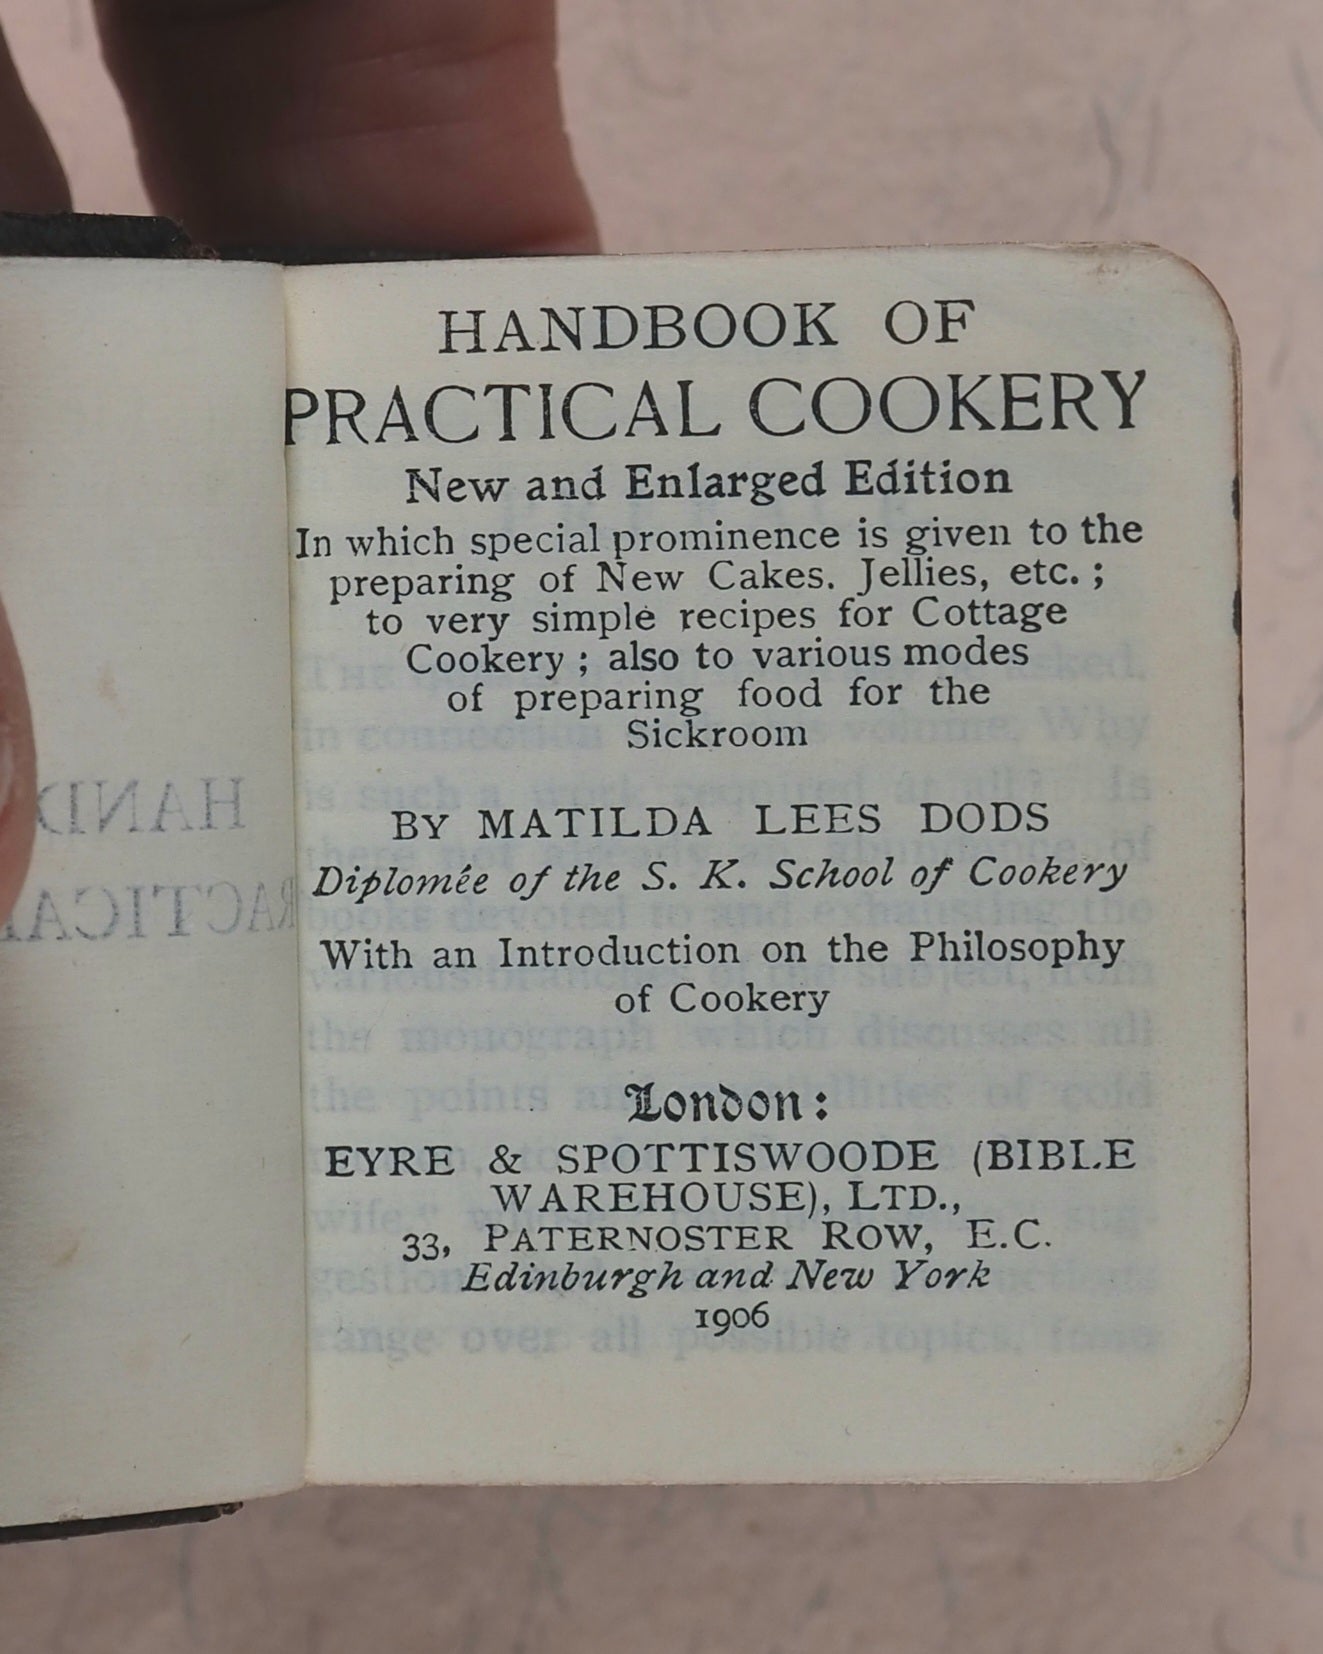 HANDBOOK OF
PRACTICAL COOKERY
New and Enlarged Edition
In which special prominence is given to the
preparing of New Cakes. Jellies, etc. ;
to very simple recipes for Cottage
Cookery ; also to various modes
of preparing food for the
Sickroom
BY MATILDA LEES DODS
Diplomée of the S. K. School of Cookery
With an Introduction on the Philosophy
of Cookery
London :
EYRE & SPOTTISWOODE (BIBLE
WAREHOUSE), LTD.,
33, PATERNOSTER ROW, E.C.
Edinburgh and New York
1906